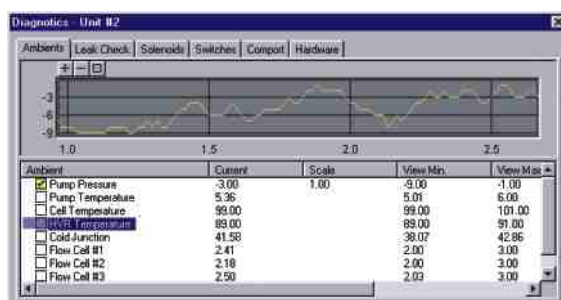 Diagnostics - Unit #2
Ambients Leak Check Solenoids Switches Comport Hardware
+ -
-3
-6
-9
1.0 1.5 2.0 2.5
Ambient Current Scale View Min. View Max
Pump Pressure -3.00 1.00 -9.00 -1.00
Pump Temperature 5.36 5.01 6.00
Cell Temperature 99.00 99.00 101.00
HVR Temperature 89.00 89.00 91.00
Cold Junction 41.58 38.07 42.86
Flow Cell #1 2.41 2.00 3.00
Flow Cell #2 2.18 2.00 3.00
Flow Cell #3 2.50 2.03 3.00